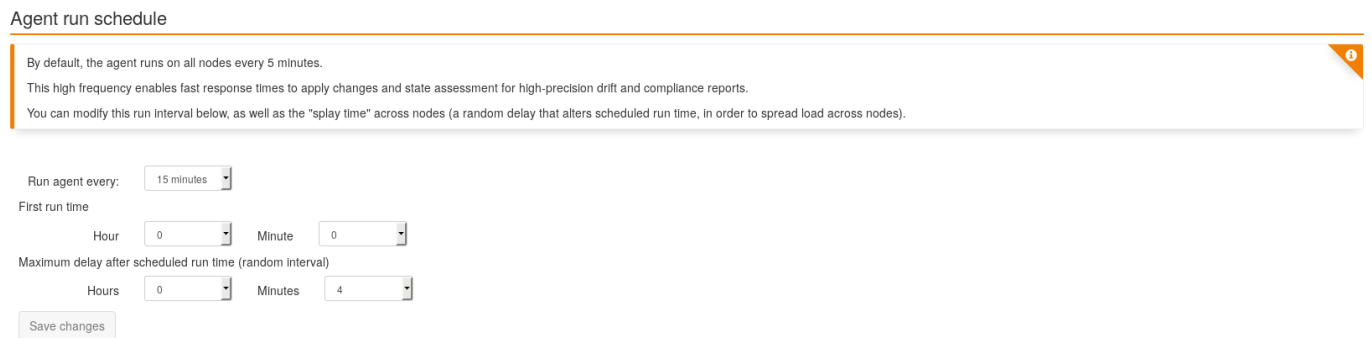 Agent run schedule
By default, the agent runs on all nodes every 5 minutes.
This high frequency enables fast response times to apply changes and state assessment for high-precision drift and compliance reports.
You can modify this run interval below, as well as the "splay time" across nodes (a random delay that alters scheduled run time, in order to spread load across nodes).
Run agent every: 15 minutes
First run time
Hour 0 Minute 0
Maximum delay after scheduled run time (random interval)
Hours 0 Minutes 4
Save changes